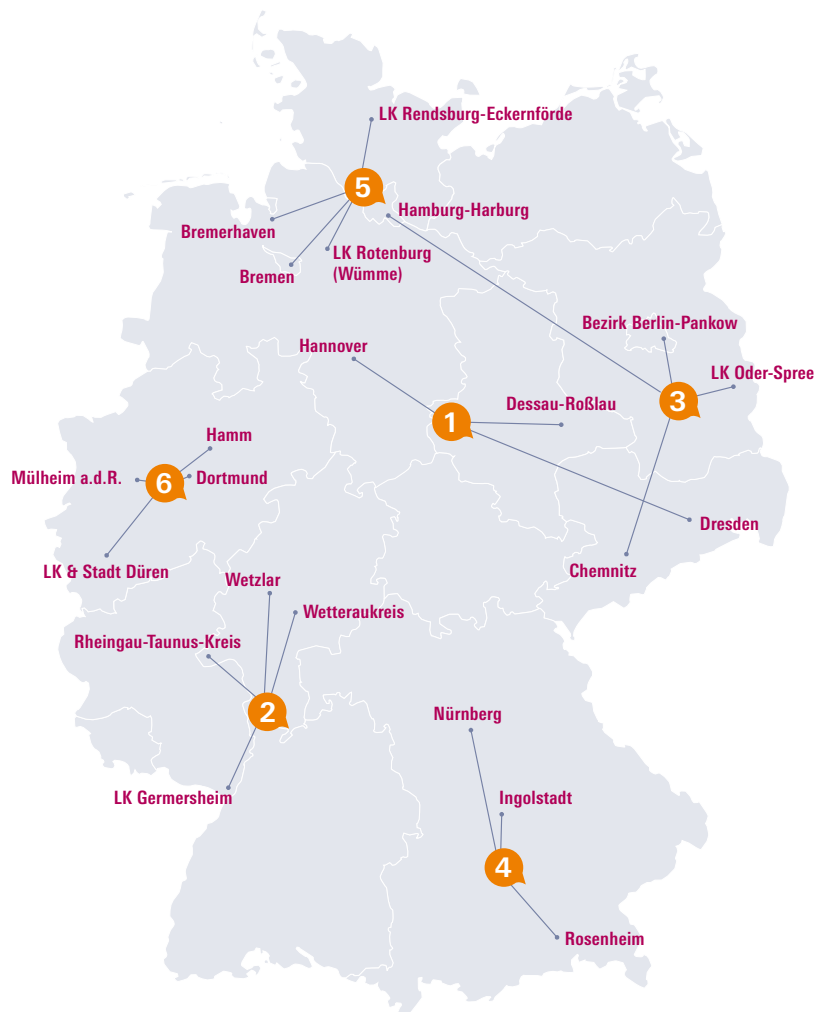 LK Rendsburg-Eckernförde
5
Hamburg-Harburg
Bremerhaven
LK Rotenburg
(Wümme)
Bremen
Bezirk Berlin-Pankow
Hannover
LK Oder-Spree
3
Dessau-Roßlau
1
Hamm
Mülheim a.d.R.
6
Dortmund
Dresden
LK & Stadt Düren
Chemnitz
Wetzlar
Wetteraukreis
Rheingau-Taunus-Kreis
2
Nürnberg
LK Germersheim
Ingolstadt
4
Rosenheim